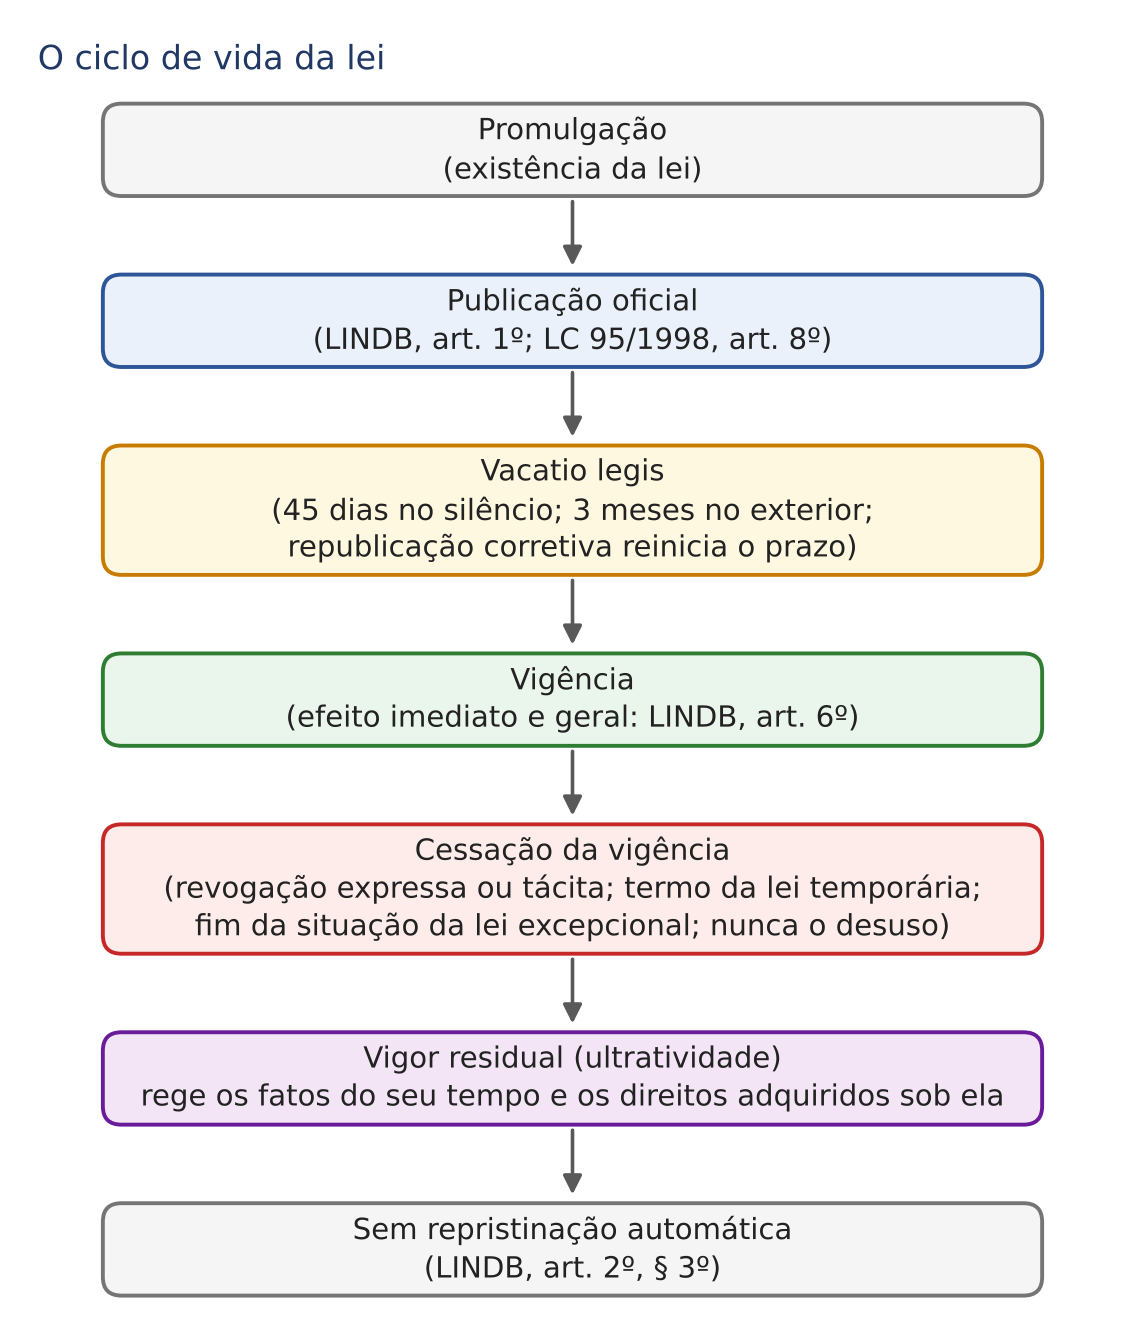 O ciclo de vida da lei
Promulgação
(existência da lei)
Publicação oficial
(LINDB, art. 1º; LC 95/1998, art. 8º)
Vacatio legis
(45 dias no silêncio; 3 meses no exterior;
republicação corretiva reinicia o prazo)
Vigência
(efeito imediato e geral: LINDB, art. 6º)
Cessação da vigência
(revogação expressa ou tácita; termo da lei temporária;
fim da situação da lei excepcional; nunca o desuso)
Vigor residual (ultratividade)
rege os fatos do seu tempo e os direitos adquiridos sob ela
Sem repristinação automática
(LINDB, art. 2º, § 3º)